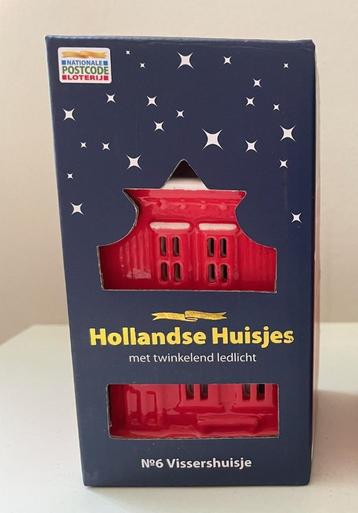 NATIONALE
POSTCODE
LOTERIJ
Hollandse Huisjes
met twinkelend ledlicht
Nº6 Vissershuisje